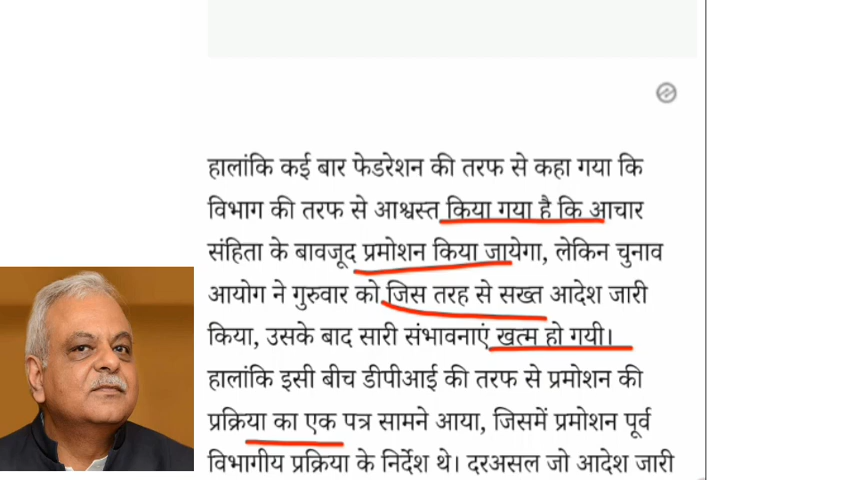 हालांकि कई बार फेडरेशन की तरफ से कहा गया कि
विभाग की तरफ से आश्वस्त किया गया है कि आचार
संहिता के बावजूद प्रमोशन किया जायेगा, लेकिन चुनाव
आयोग ने गुरुवार को जिस तरह से सख्त आदेश जारी
किया, उसके बाद सारी संभावनाएं खत्म हो गयी।
हालांकि इसी बीच डीपीआई की तरफ से प्रमोशन की
प्रक्रिया का एक पत्र सामने आया, जिसमें प्रमोशन पूर्व
विभागीय प्रक्रिया के निर्देश थे। दरअसल जो आदेश जारी